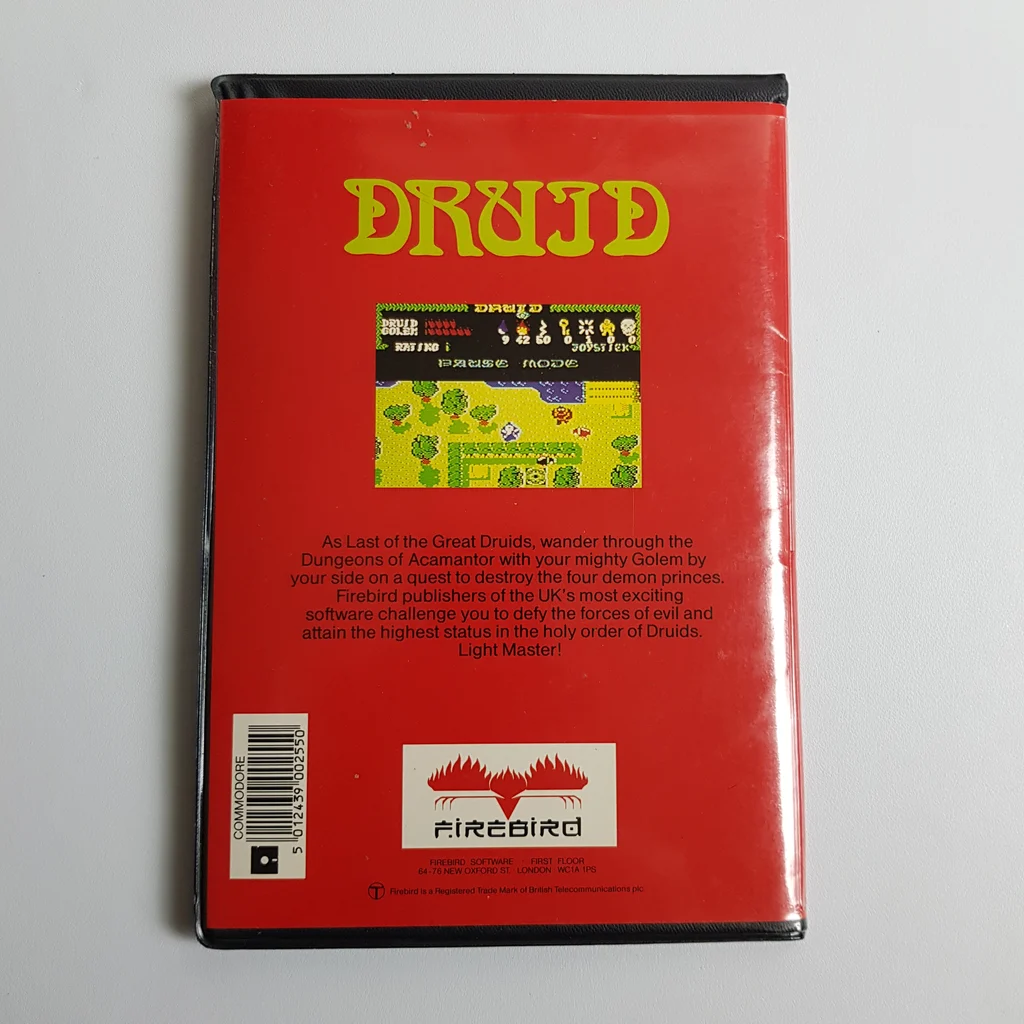 DRUID
DRUID
DRUID
GOLEM
9 42 50 0 1 0 0
RATING
JOYSTICK
PAUSE MODE
As Last of the Great Druids, wander through the
Dungeons of Acamantor with your mighty Golem by
your side on a quest to destroy the four demon princes.
Firebird publishers of the UK's most exciting
software challenge you to defy the forces of evil and
attain the highest status in the holy order of Druids.
Light Master!
COMMODORE
5 012439 002550
FIREBIRD
FIREBIRD SOFTWARE FIRST FLOOR
64-76 NEW OXFORD ST. LONDON WC1A 1PS
T Firebird is a Registered Trade Mark of British Telecommunications plc